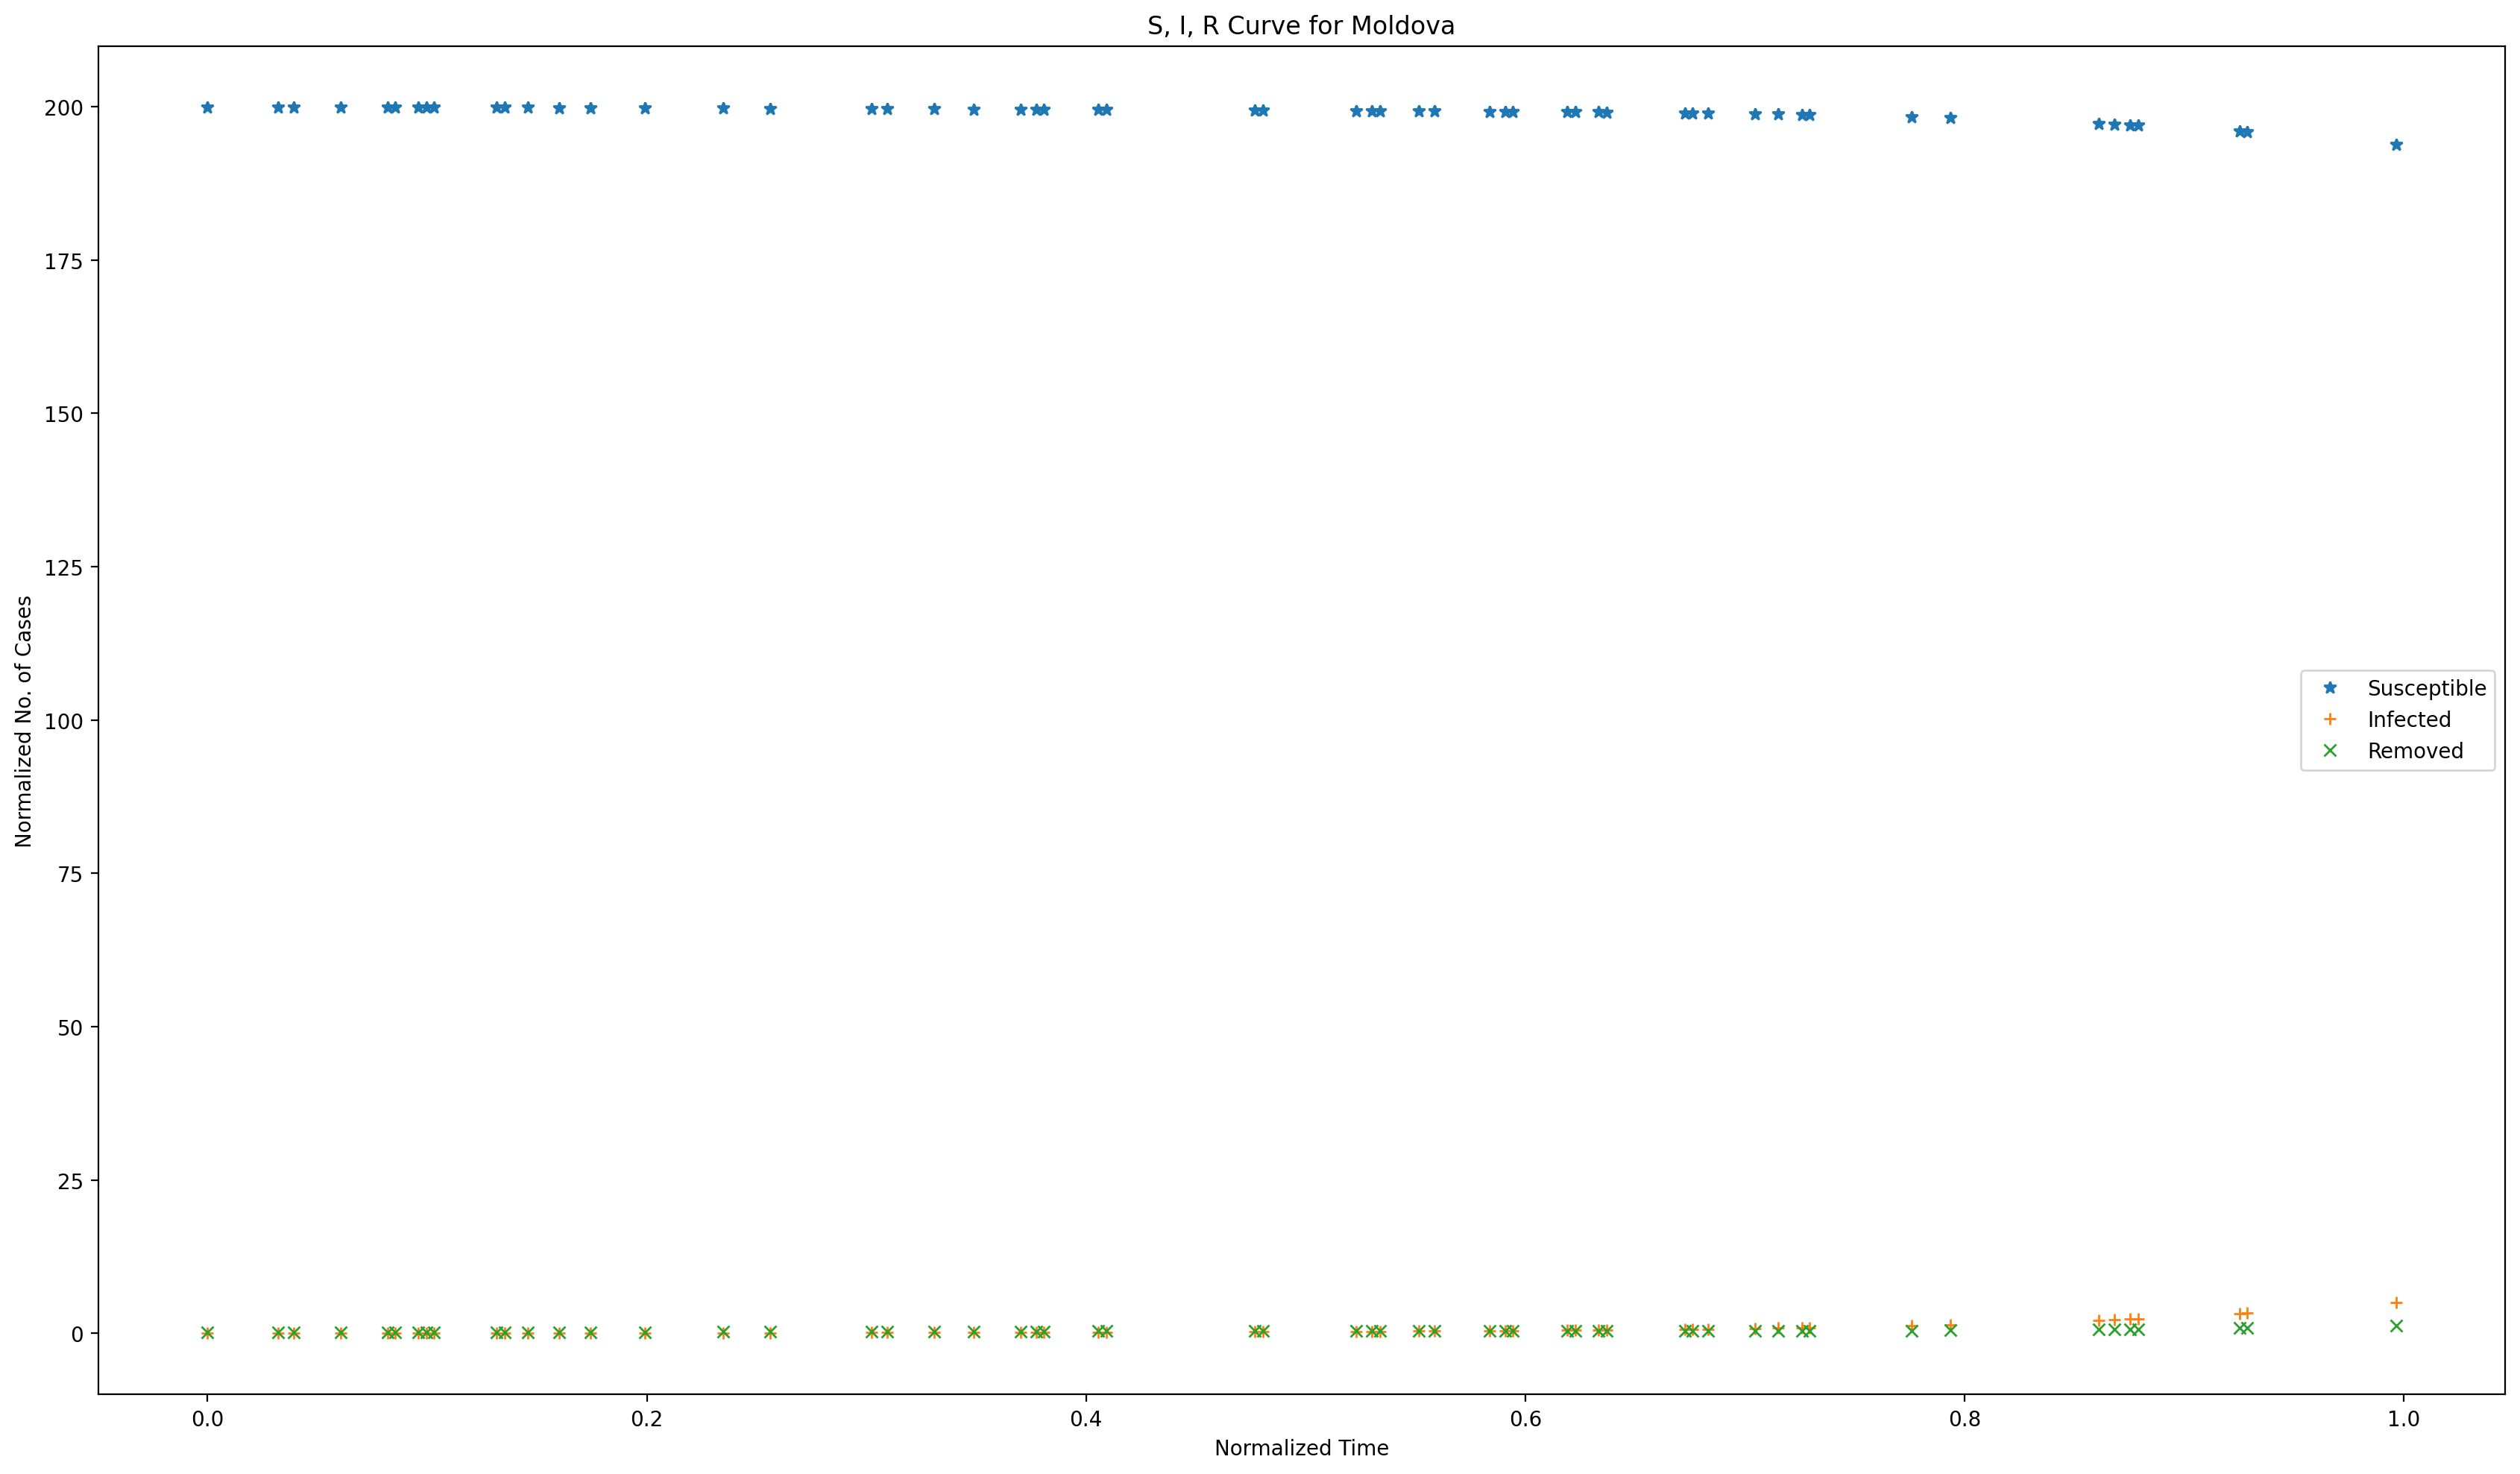 S, I, R Curve for Moldova
Normalized No. of Cases
200
175
150
125
100
75
50
25
0
Susceptible
Infected
Removed
0.0
0.2
0.4
0.6
0.8
1.0
Normalized Time